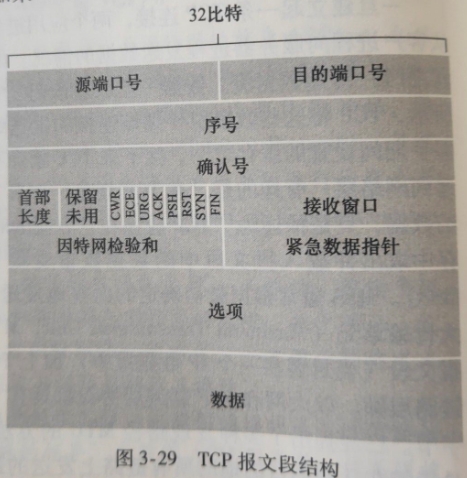 32比特
源端口号 目的端口号
序号
确认号
首部 保留 CWR ECE URG ACK PSH RST SYN FIN 接收窗口
长度 未用
因特网检验和 紧急数据指针
选项
数据
图 3-29 TCP 报文段结构